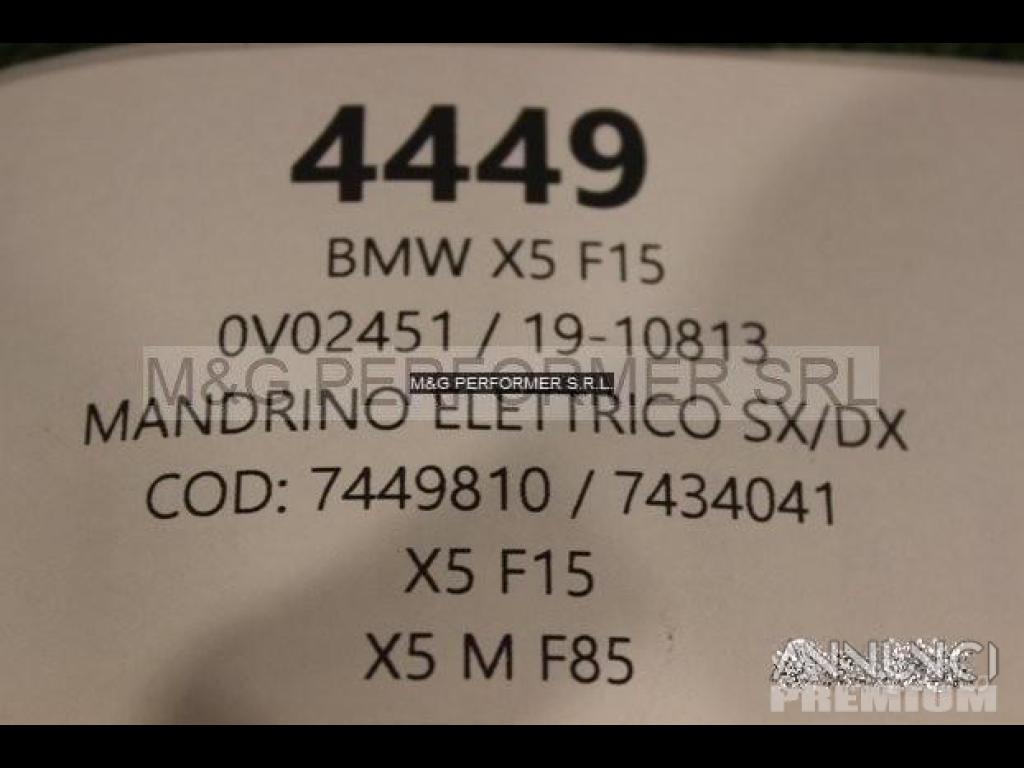 4449
BMW X5 F15
0V02451 / 19-10813
M&G PERFORMER SRL
M&G PERFORMER S.R.L.
MANDRINO ELETTRICO SX/DX
COD: 7449810 / 7434041
X5 F15
X5 M F85
ANNUNCI
PREMIUM